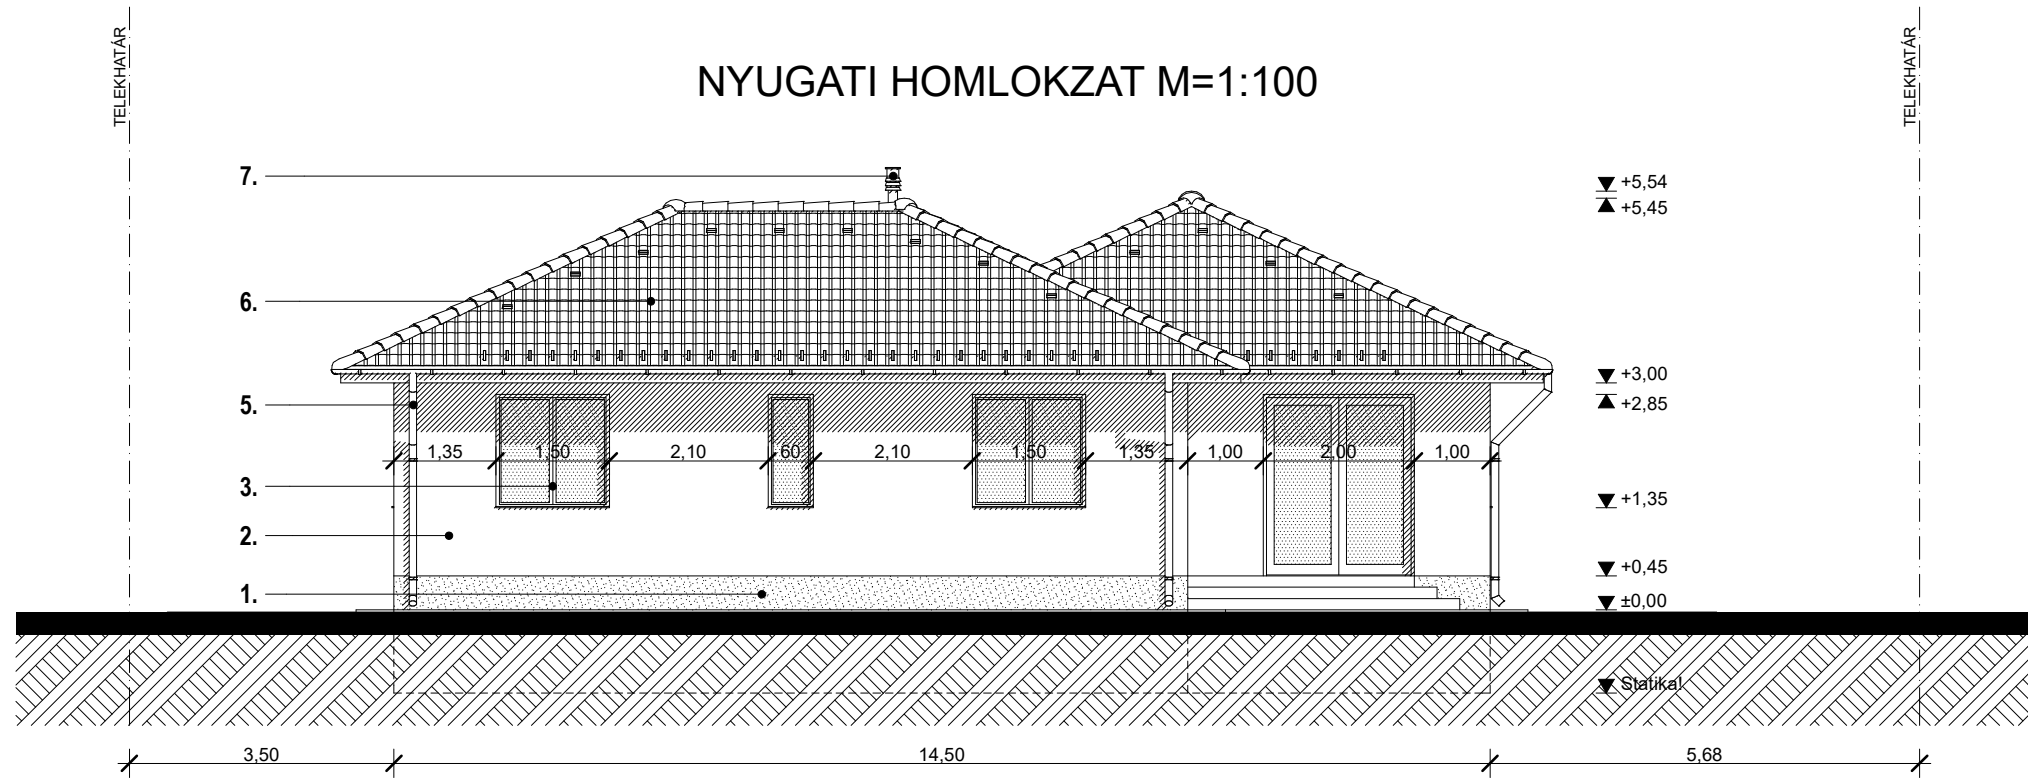 TELEKHATÁR
TELEKHATÁR
NYUGATI HOMLOKZAT M=1:100
7.
+5,54
+5,45
6.
+3,00
5.
+2,85
1,35 1,50 2,10 60 2,10 1,50 1,35 1,00 2,00 1,00
3.
+1,35
2.
+0,45
1.
±0,00
Statika!
3,50 14,50 5,68